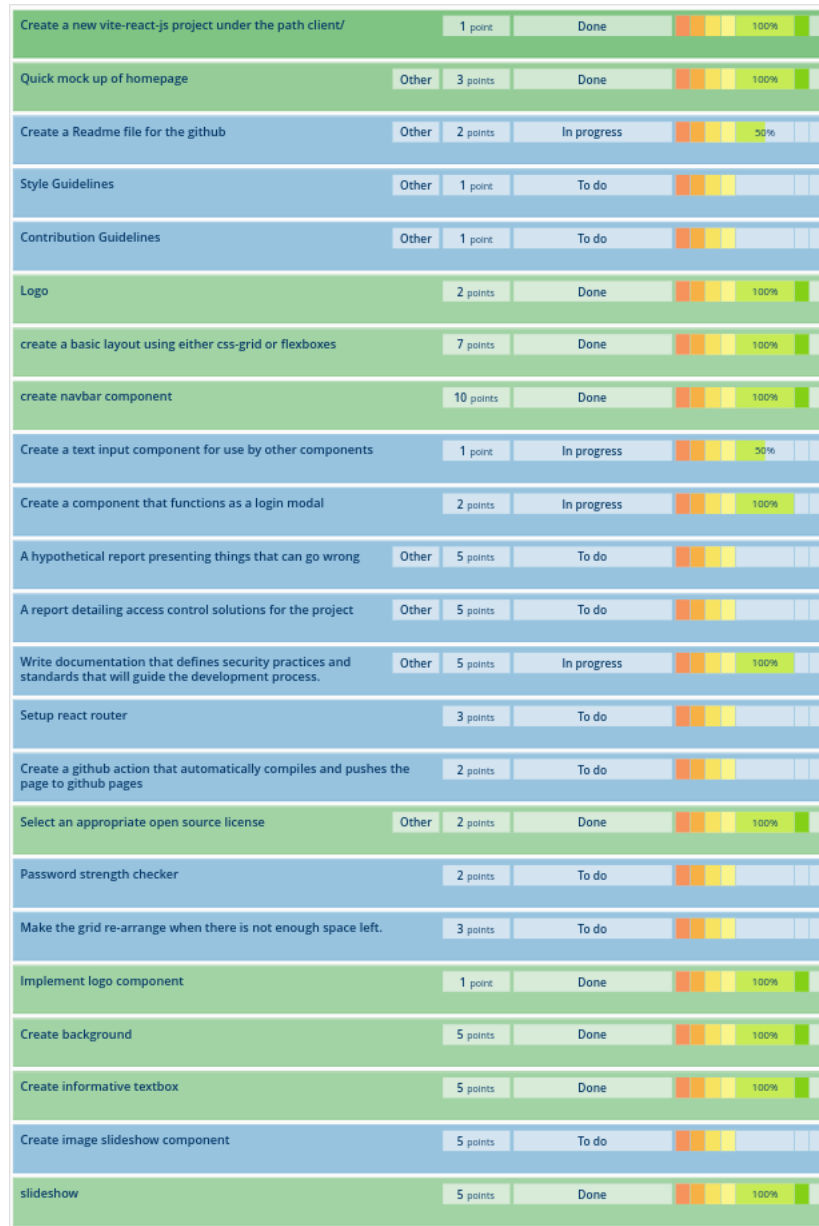 Create a new vite-react-js project under the path client/ 1 point Done 100%
Quick mock up of homepage Other 3 points Done 100%
Create a Readme file for the github Other 2 points In progress 50%
Style Guidelines Other 1 point To do
Contribution Guidelines Other 1 point To do
Logo 2 points Done 100%
create a basic layout using either css-grid or flexboxes 7 points Done 100%
create navbar component 10 points Done 100%
Create a text input component for use by other components 1 point In progress 50%
Create a component that functions as a login modal 2 points In progress 100%
A hypothetical report presenting things that can go wrong Other 5 points To do
A report detailing access control solutions for the project Other 5 points To do
Write documentation that defines security practices and Other 5 points In progress 100%
standards that will guide the development process.
Setup react router 3 points To do
Create a github action that automatically compiles and pushes the 2 points To do
page to github pages
Select an appropriate open source license Other 2 points Done 100%
Password strength checker 2 points To do
Make the grid re-arrange when there is not enough space left. 3 points To do
Implement logo component 1 point Done 100%
Create background 5 points Done 100%
Create informative textbox 5 points Done 100%
Create image slideshow component 5 points To do
slideshow 5 points Done 100%